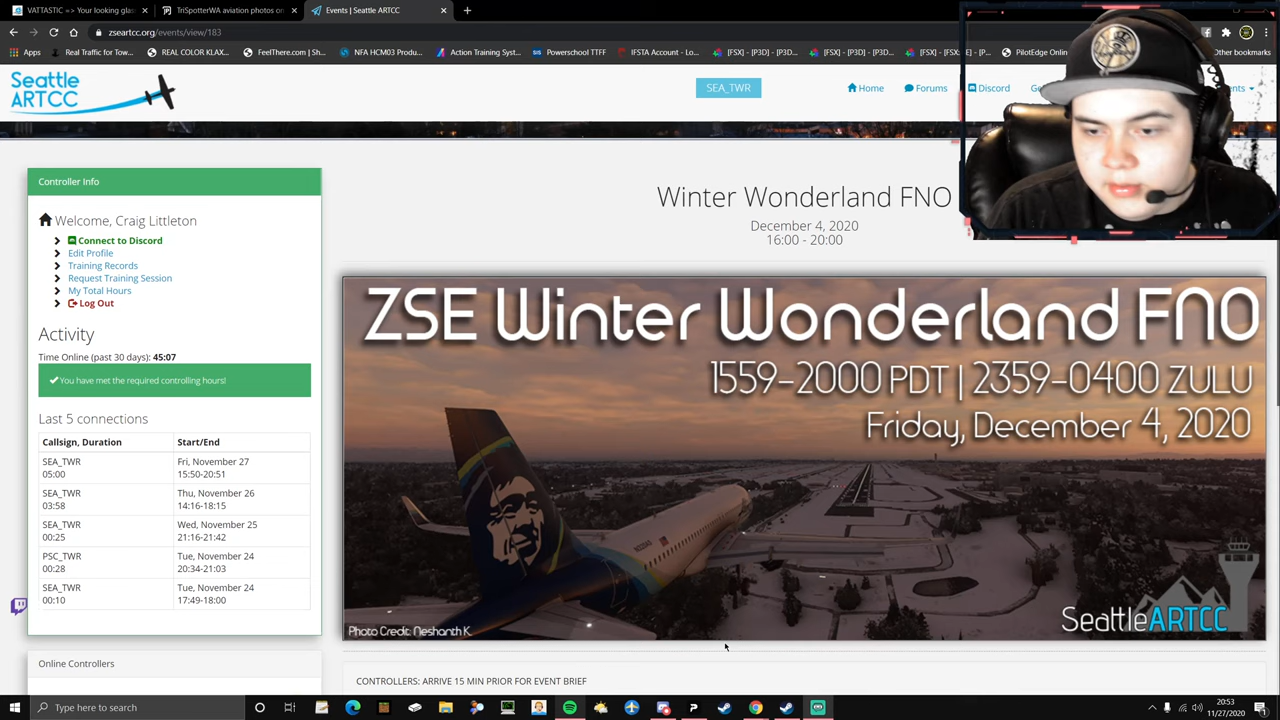 VATTASTIC => Your looking glas
TriSpotterWA aviation photos on
Events | Seattle ARTCC
zseartcc.org/events/view/183
Apps
Real Traffic for Tow...
REAL COLOR KLAX...
FeelThere.com | Sh...
NFA HCM03 Produ...
Action Training Sys...
Powerschool TTFF
IFSTA Account - Lo...
[FSX] - [P3D] - [P3D...
[FSX] - [P3D] - [P3D...
[FSX] - [FSX:SE] - [P...
PilotEdge Online
Other bookmarks
Seattle
ARTCC
SEA_TWR
Home
Forums
Discord
Controller Info
Welcome, Craig Littleton
Connect to Discord
Edit Profile
Training Records
Request Training Session
My Total Hours
Log Out
Activity
Time Online (past 30 days): 45:07
You have met the required controlling hours!
Last 5 connections
Callsign, Duration Start/End
SEA_TWR Fri, November 27
05:00 15:50-20:51
SEA_TWR Thu, November 26
03:58 14:16-18:15
SEA_TWR Wed, November 25
00:25 21:16-21:42
PSC_TWR Tue, November 24
00:28 20:34-21:03
SEA_TWR Tue, November 24
00:10 17:49-18:00
Online Controllers
Winter Wonderland FNO
December 4, 2020
16:00 - 20:00
ZSE Winter Wonderland FNO
1559-2000 PDT | 2359-0400 ZULU
Friday, December 4, 2020
Photo Credit: Neshanth K.
SeattleARTCC
CONTROLLERS: ARRIVE 15 MIN PRIOR FOR EVENT BRIEF
Type here to search
20:53
11/27/2020